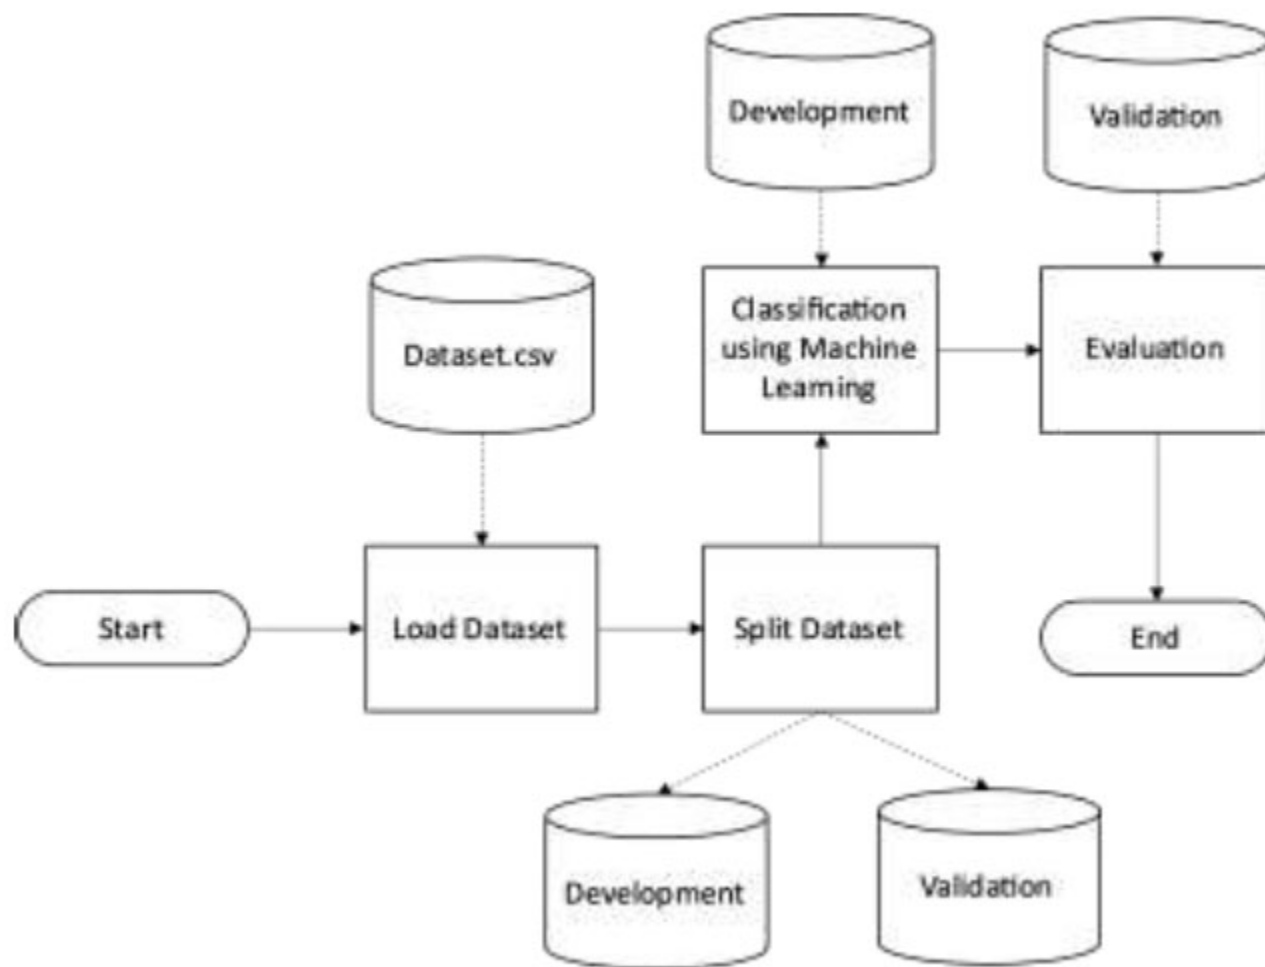 Development
Validation
Dataset.csv
Classification
using Machine
Learning
Evaluation
Start
Load Dataset
Split Dataset
End
Development
Validation